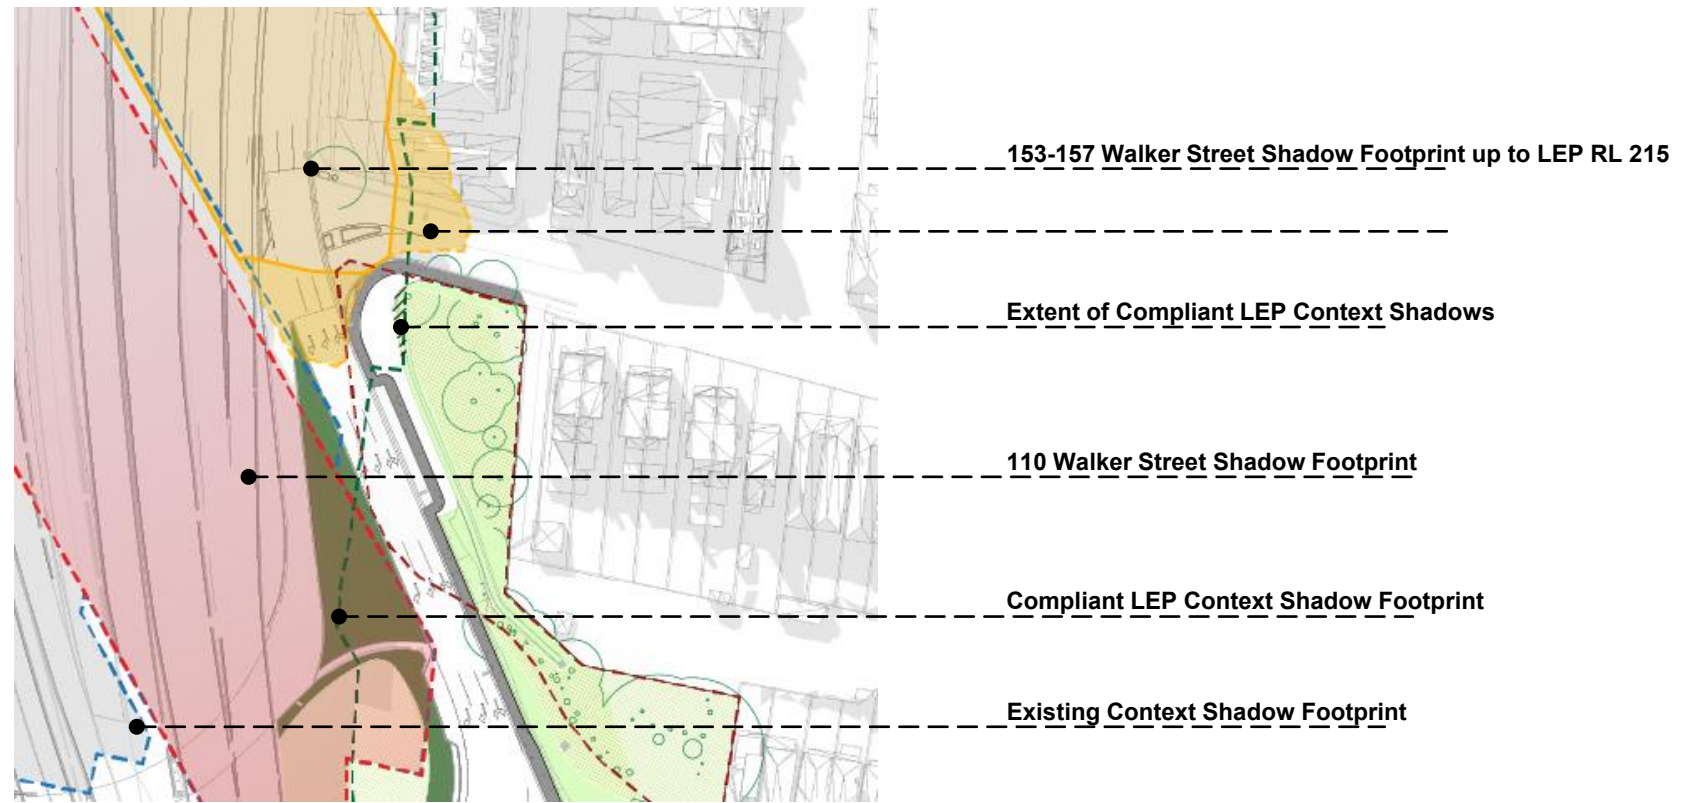 153-157 Walker Street Shadow Footprint up to LEP RL 215
Extent of Compliant LEP Context Shadows
110 Walker Street Shadow Footprint
Compliant LEP Context Shadow Footprint
Existing Context Shadow Footprint